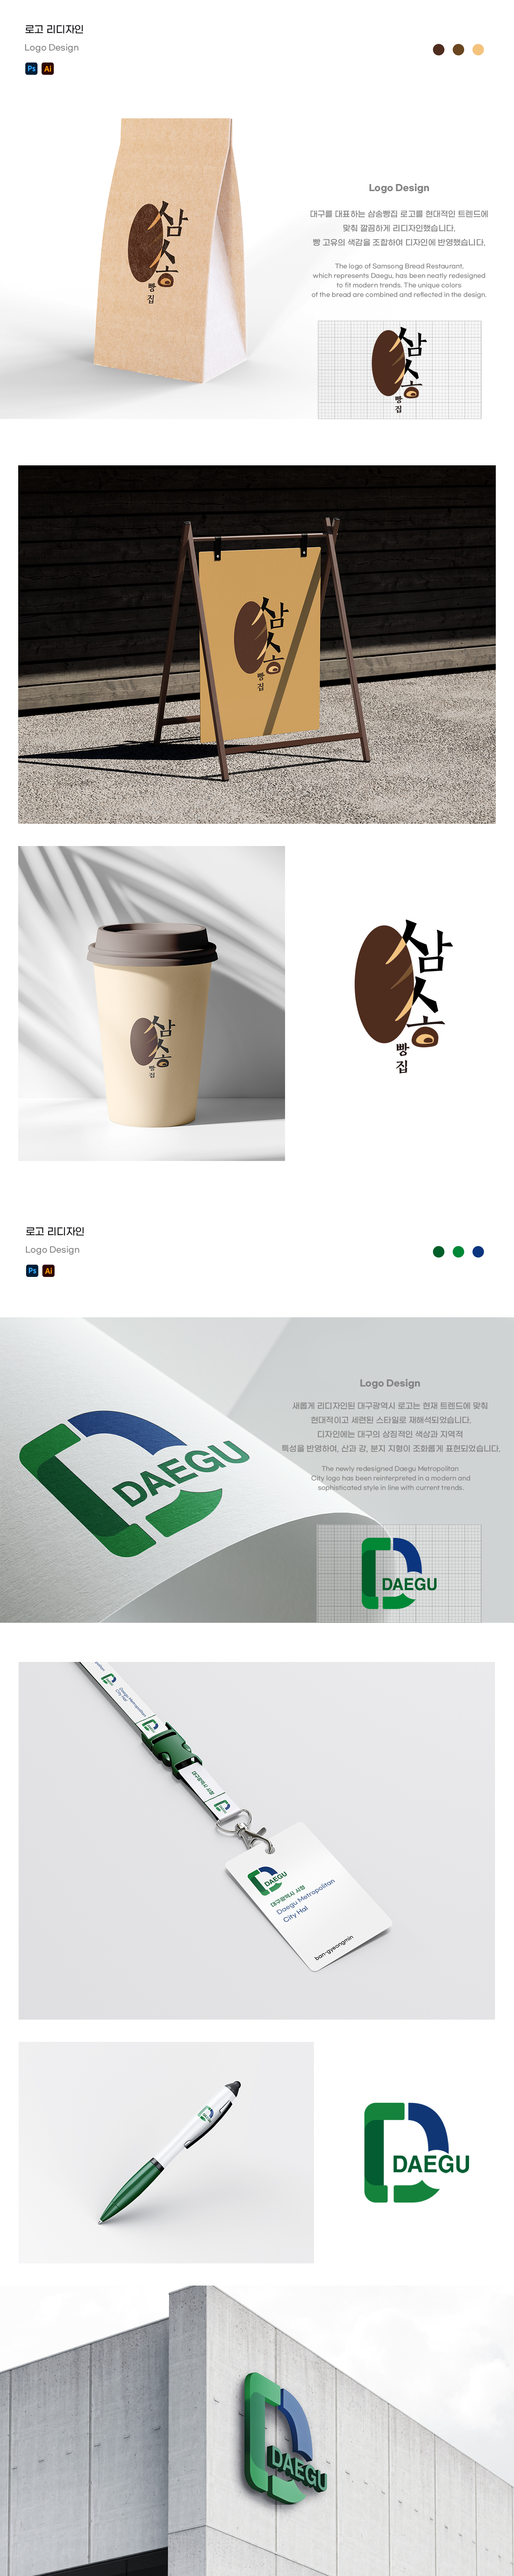 로고 리디자인
Logo Design
Ps Ai
Logo Design
대구를 대표하는 삼송빵집 로고를 현대적인 트렌드에
맞춰 깔끔하게 리디자인했습니다.
빵 고유의 색감을 조합하여 디자인에 반영했습니다.
The logo of Samsong Bread Restaurant,
which represents Daegu, has been neatly redesigned
to fit modern trends. The unique colors
of the bread are combined and reflected in the design.
삼송
빵집
삼송
빵집
삼송
빵집
삼송
빵집
삼송
빵집
로고 리디자인
Logo Design
Ps Ai
Logo Design
새롭게 리디자인된 대구광역시 로고는 현재 트렌드에 맞춰
현대적이고 세련된 스타일로 재해석되었습니다.
디자인에는 대구의 상징적인 색상과 지역적
특성을 반영하여, 산과 강, 분지 지형이 조화롭게 표현되었습니다.
The newly redesigned Daegu Metropolitan
City logo has been reinterpreted in a modern and
sophisticated style in line with current trends.
DAEGU
DAEGU
Daegu Metropolitan
City Hal
DAEGU
대구광역시 시청
Daegu Metropolitan
City Hal
ban-gyeongmin
DAEGU
DAEGU